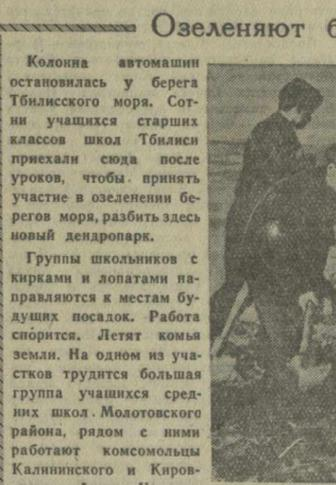 Озеленяют
Колонна автомашин
остановилась у берега
Тбилисского моря. Сот-
ни учащихся старших
классов школ Тбилиси
приехали сюда после
уроков, чтобы принять
участие в озеленении бе-
регов моря, разбить здесь
новый дендропарк.
Группы школьников с
кирками и лопатами на-
правляются к местам бу-
дущих посадок. Работа
спорится. Летят комья
земли. На одном из уча-
стков трудится большая
группа учащихся сред-
них школ Молотовского
района, рядом с ними
работают комсомольцы
Калининского и Киров-